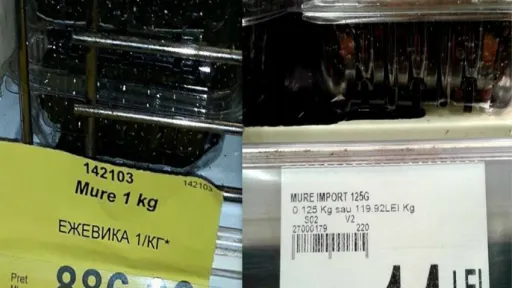 142103
142103
Mure 1 kg
ЕЖЕВИКА 1/КГ*
Pret
MURE IMPORT 125G
0.125 Kg sau 119.92LEI Kg
S02 V2
27000179 220
LEI